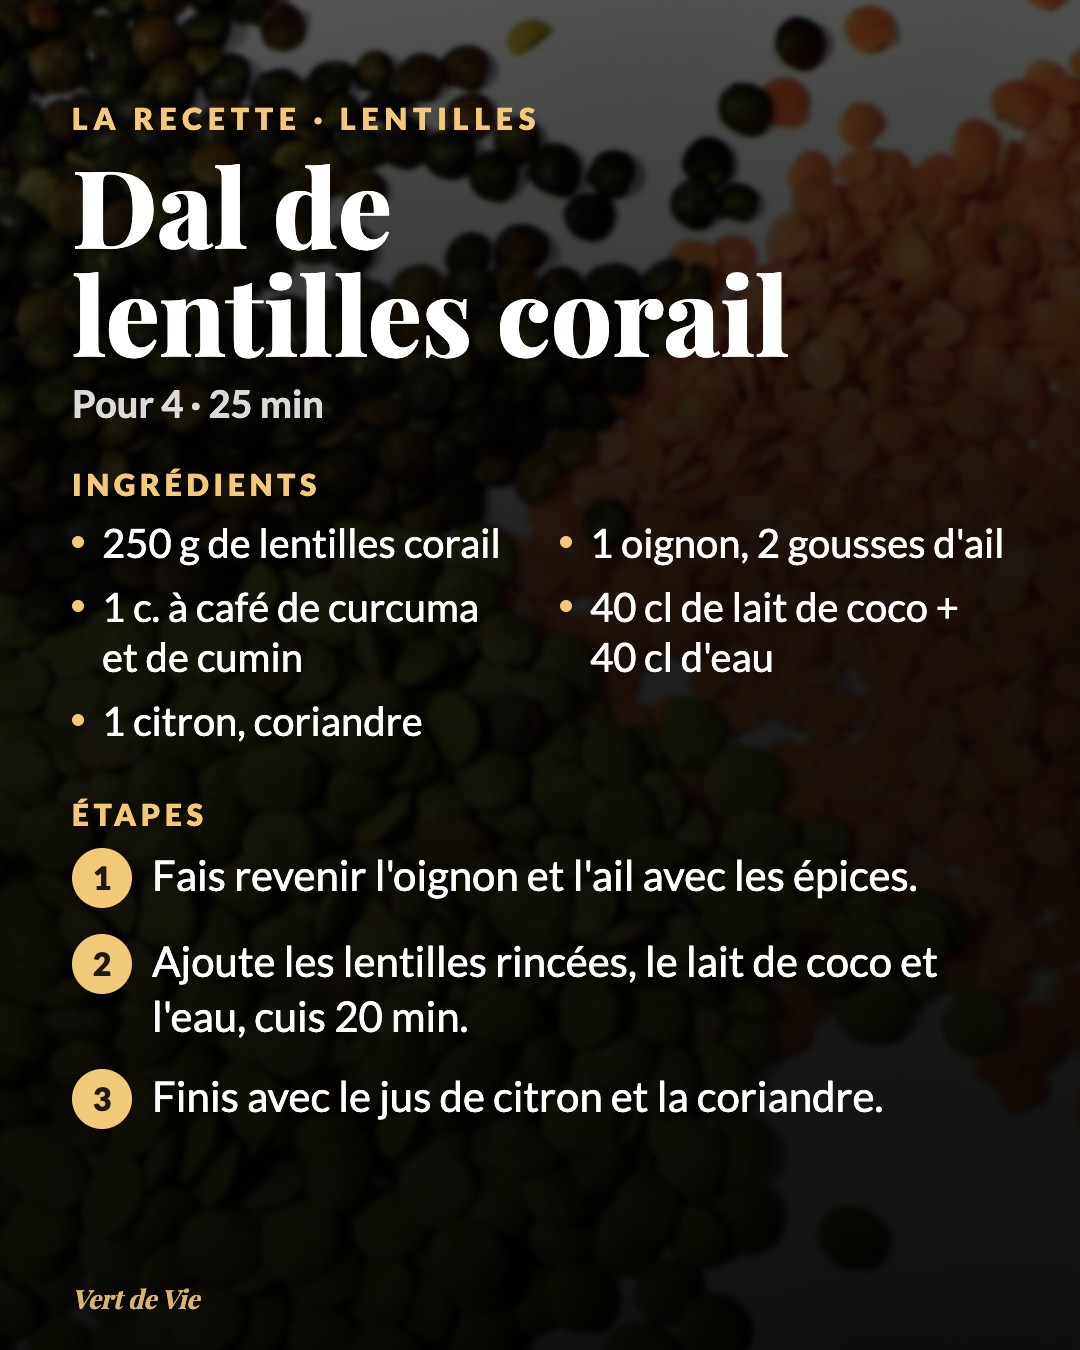 LA RECETTE · LENTILLES
Dal de
lentilles corail
Pour 4 · 25 min
INGRÉDIENTS
• 250 g de lentilles corail
• 1 oignon, 2 gousses d'ail
• 1 c. à café de curcuma
et de cumin
• 40 cl de lait de coco +
40 cl d'eau
• 1 citron, coriandre
ÉTAPES
1 Fais revenir l'oignon et l'ail avec les épices.
2 Ajoute les lentilles rincées, le lait de coco et
l'eau, cuis 20 min.
3 Finis avec le jus de citron et la coriandre.
Vert de Vie